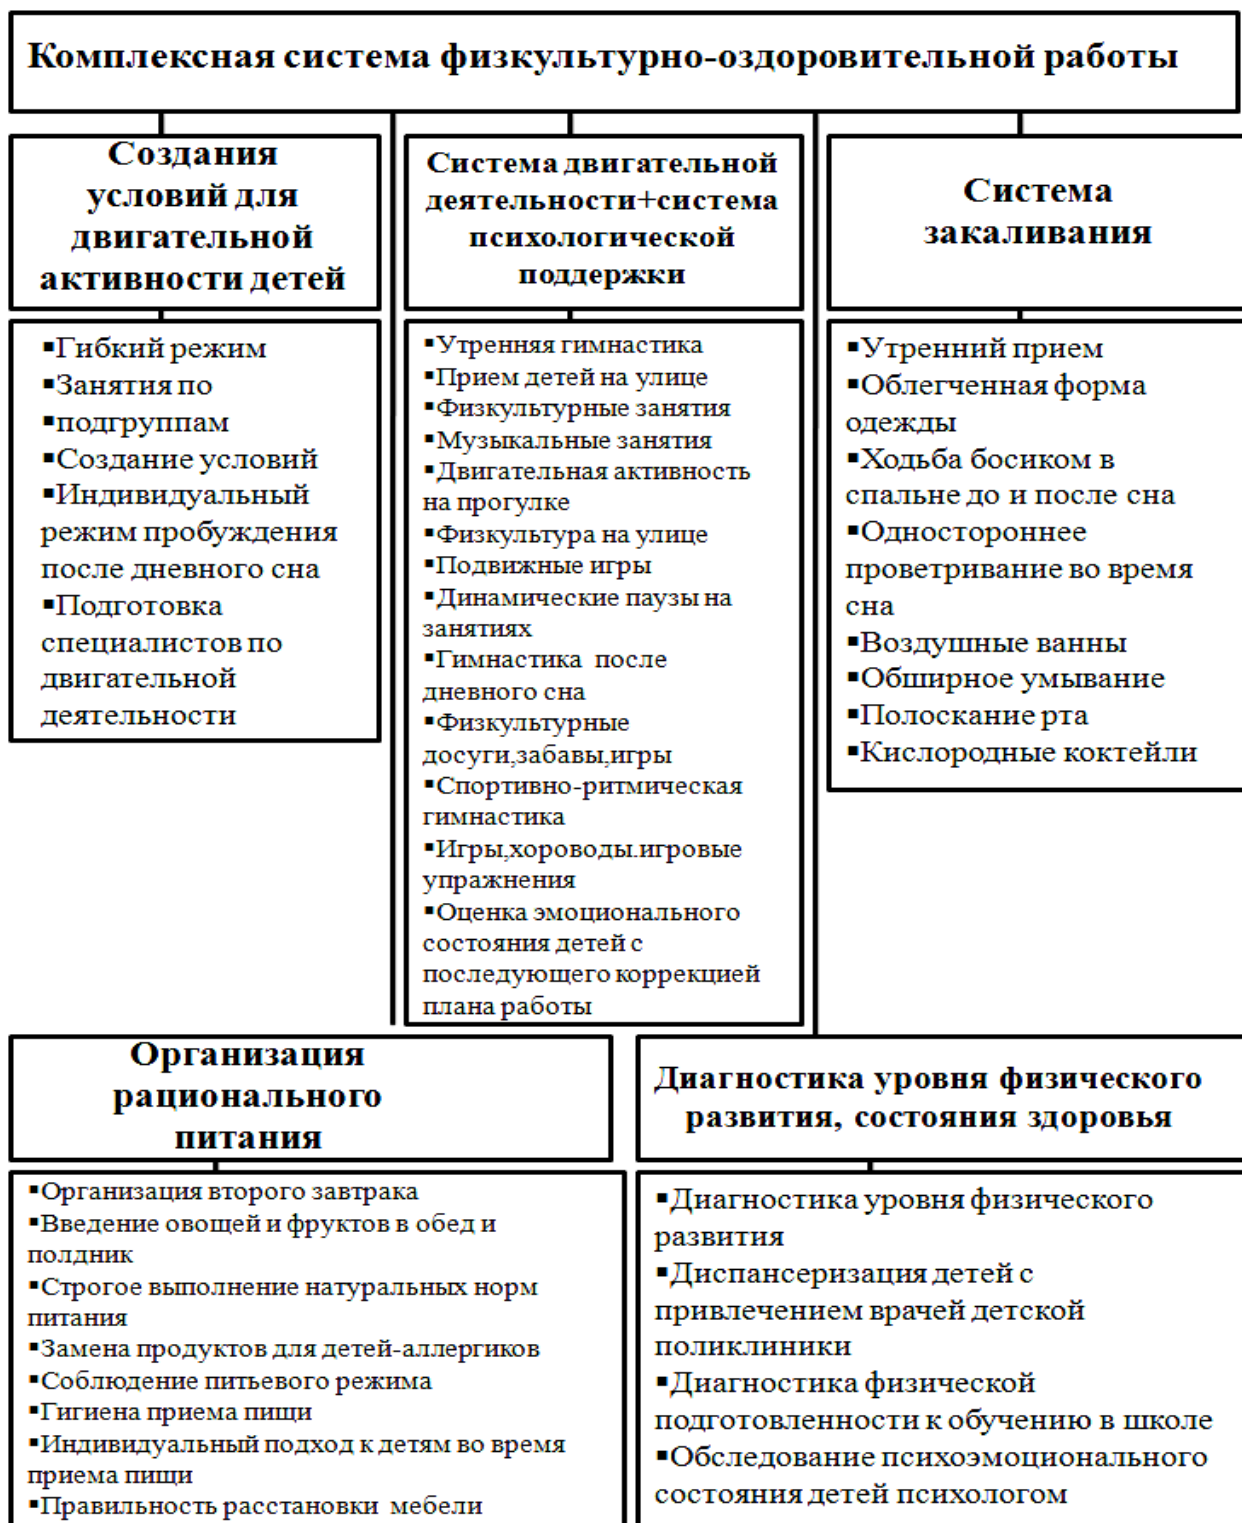 Комплексная система физкультурно-оздоровительной работы
Создания
условий для
двигательной
активности детей
▪Гибкий режим
▪Занятия по
▪подгруппам
▪Создание условий
▪Индивидуальный
режим пробуждения
после дневного сна
▪Подготовка
специалистов по
двигательной
деятельности
Система двигательной
деятельности+система
психологической
поддержки
▪Утренняя гимнастика
▪Прием детей на улице
▪Физкультурные занятия
▪Музыкальные занятия
▪Двигательная активность
на прогулке
▪Физкультура на улице
▪Подвижные игры
▪Динамические паузы на
занятиях
▪Гимнастика после
дневного сна
▪Физкультурные
досуги,забавы,игры
▪Спортивно-ритмическая
гимнастика
▪Игры,хороводы.игровые
упражнения
▪Оценка эмоционального
состояния детей с
последующего коррекцией
плана работы
Система
закаливания
▪Утренний прием
▪Облегченная форма
одежды
▪Ходьба босиком в
спальне до и после сна
▪Одностороннее
проветривание во время
сна
▪Воздушные ванны
▪Обширное умывание
▪Полоскание рта
▪Кислородные коктейли
Организация
рационального
питания
▪Организация второго завтрака
▪Введение овощей и фруктов в обед и
полдник
▪Строгое выполнение натуральных норм
питания
▪Замена продуктов для детей-аллергиков
▪Соблюдение питьевого режима
▪Гигиена приема пищи
▪Индивидуальный подход к детям во время
приема пищи
▪Правильность расстановки мебели
Диагностика уровня физического
развития, состояния здоровья
▪Диагностика уровня физического
развития
▪Диспансеризация детей с
привлечением врачей детской
поликлиники
▪Диагностика физической
подготовленности к обучению в школе
▪Обследование психоэмоционального
состояния детей психологом